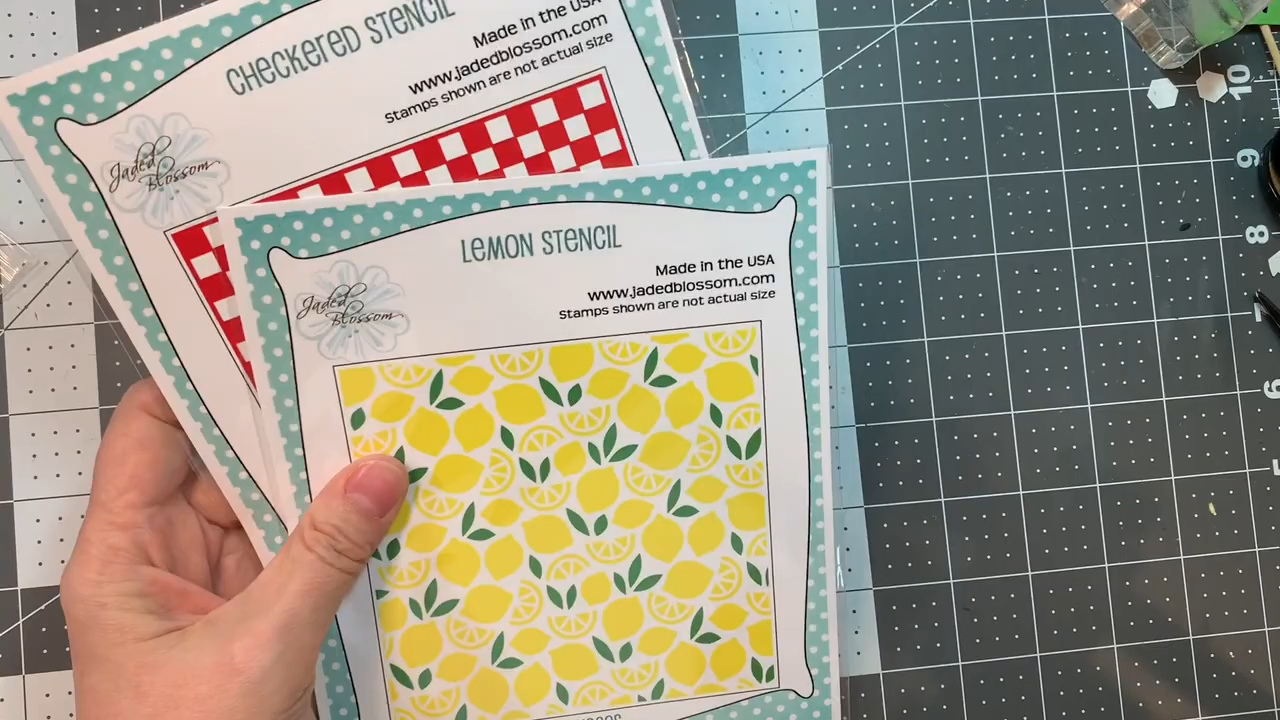 CHECKERED STENCIL
Made in the USA
www.jadedblossom.com
Stamps shown are not actual size
Jaded
Blossom
LEMON STENCIL
Made in the USA
www.jadedblossom.com
Stamps shown are not actual size
Jaded
Blossom
10
9
8
7
6
5